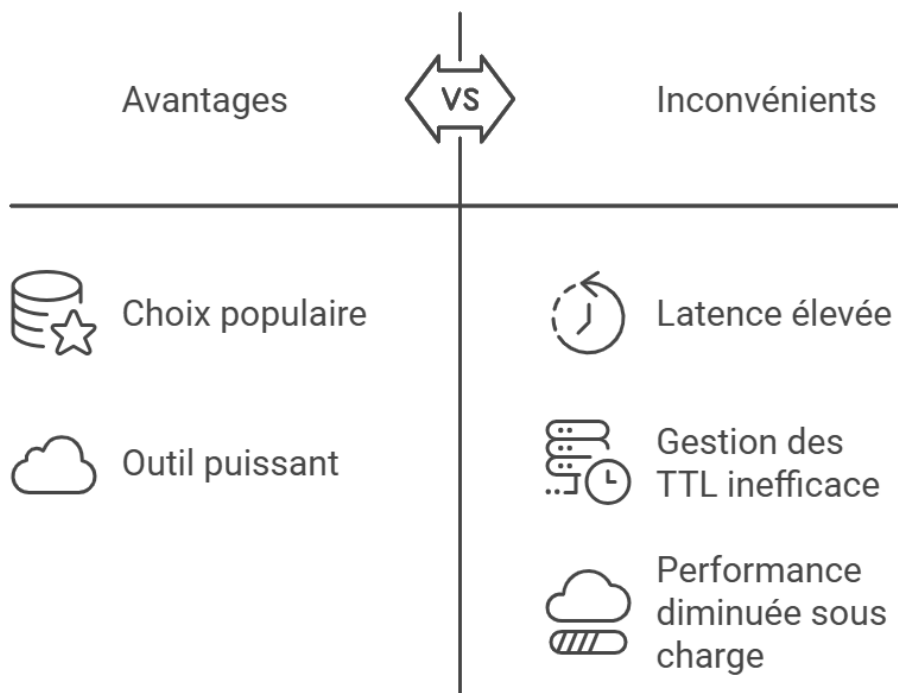 Avantages
VS
Inconvénients
Choix populaire
Latence élevée
Outil puissant
Gestion des
TTL inefficace
Performance
diminuée sous
charge